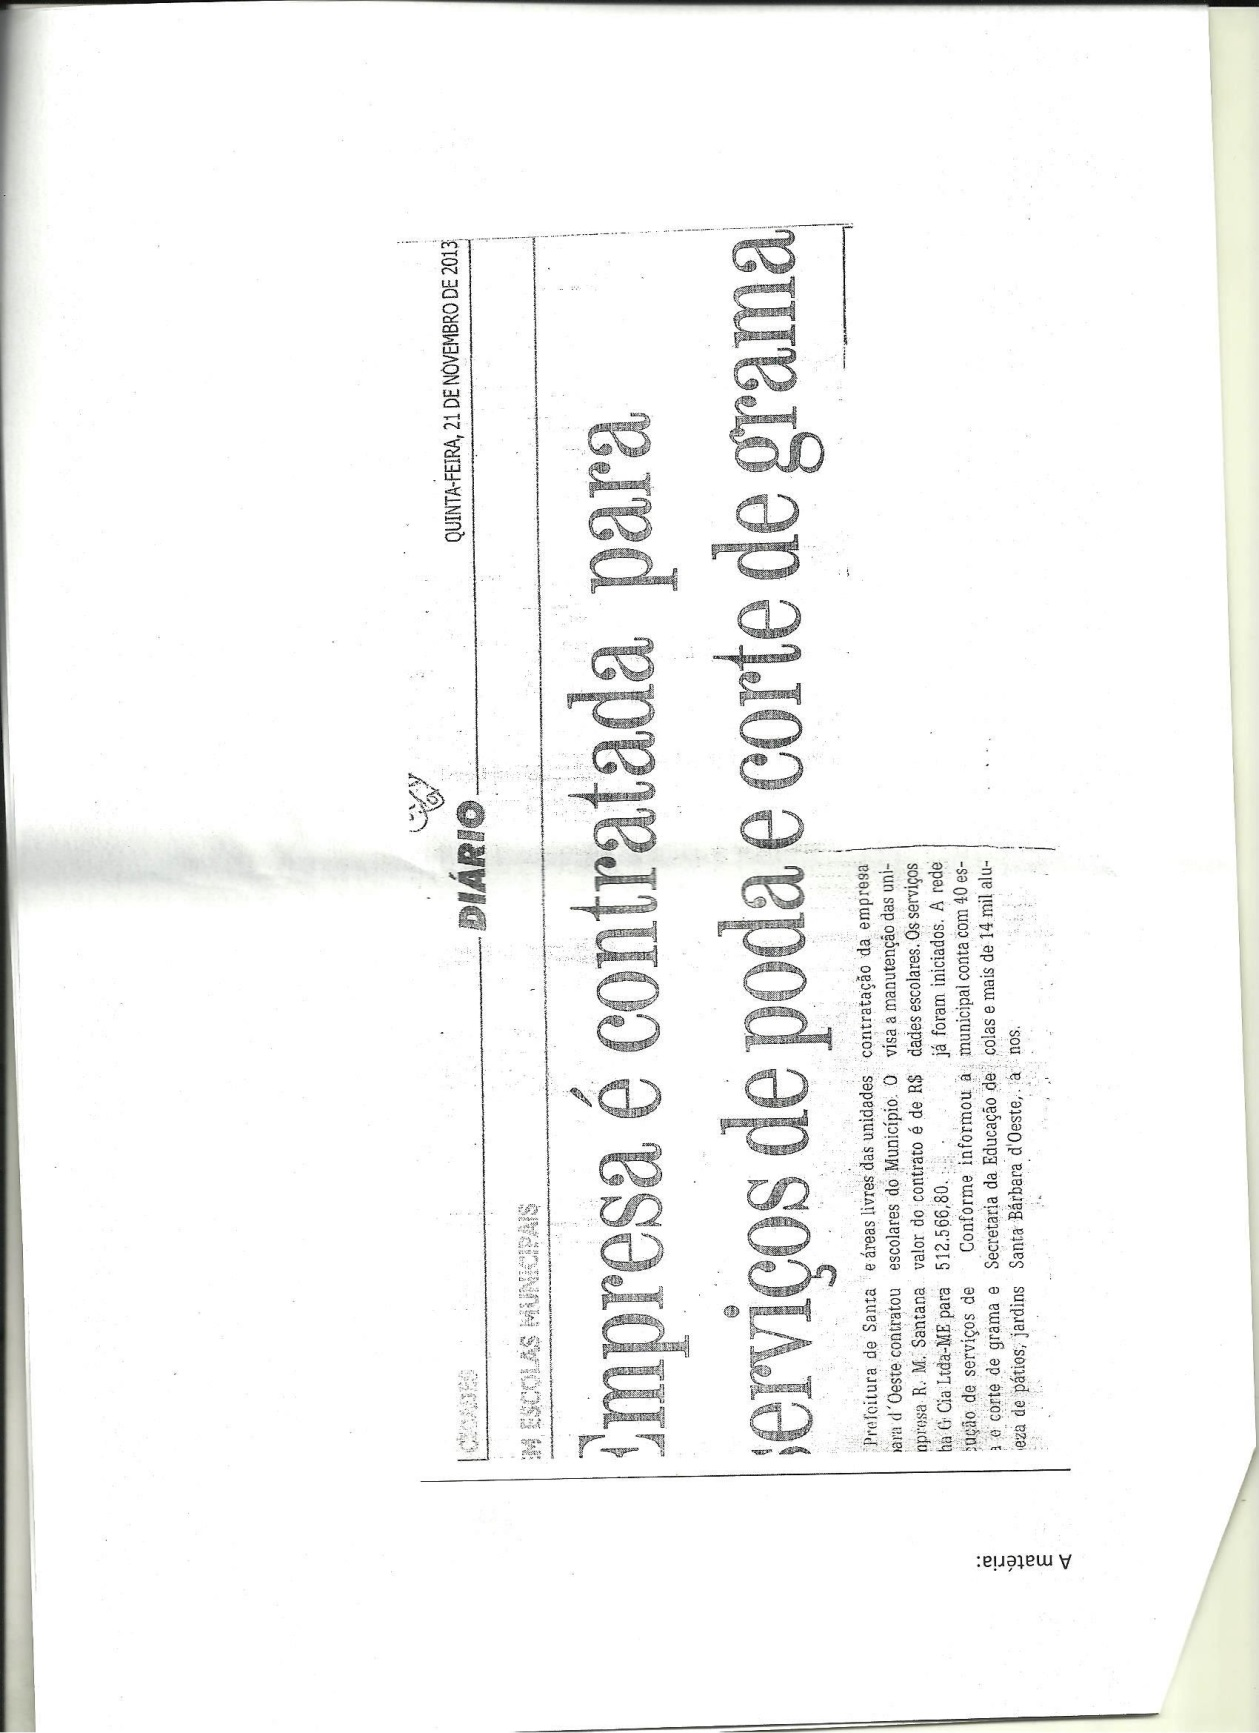 A matéria:
QUINTA-FEIRA, 21 DE NOVEMBRO DE 2013
DIÁRIO
CIDADES
EM ESCOLAS MUNICIPAIS
Empresa é contratada para
serviços de poda e corte de grama
Prefeitura de Santa
bara d'Oeste contratou
mpresa R. M. Santana
ha & Cia Ltda-ME para
cução de serviços de
a e corte de grama e
eza de pátios, jardins
e áreas livres das unidades
escolares do Município. O
valor do contrato é de R$
512.566,80.
Conforme informou a
Secretaria da Educação de
Santa Bárbara d'Oeste, a
contratação da empresa
visa a manutenção das uni-
dades escolares. Os serviços
já foram iniciados. A rede
municipal conta com 40 es-
colas e mais de 14 mil alu-
nos.